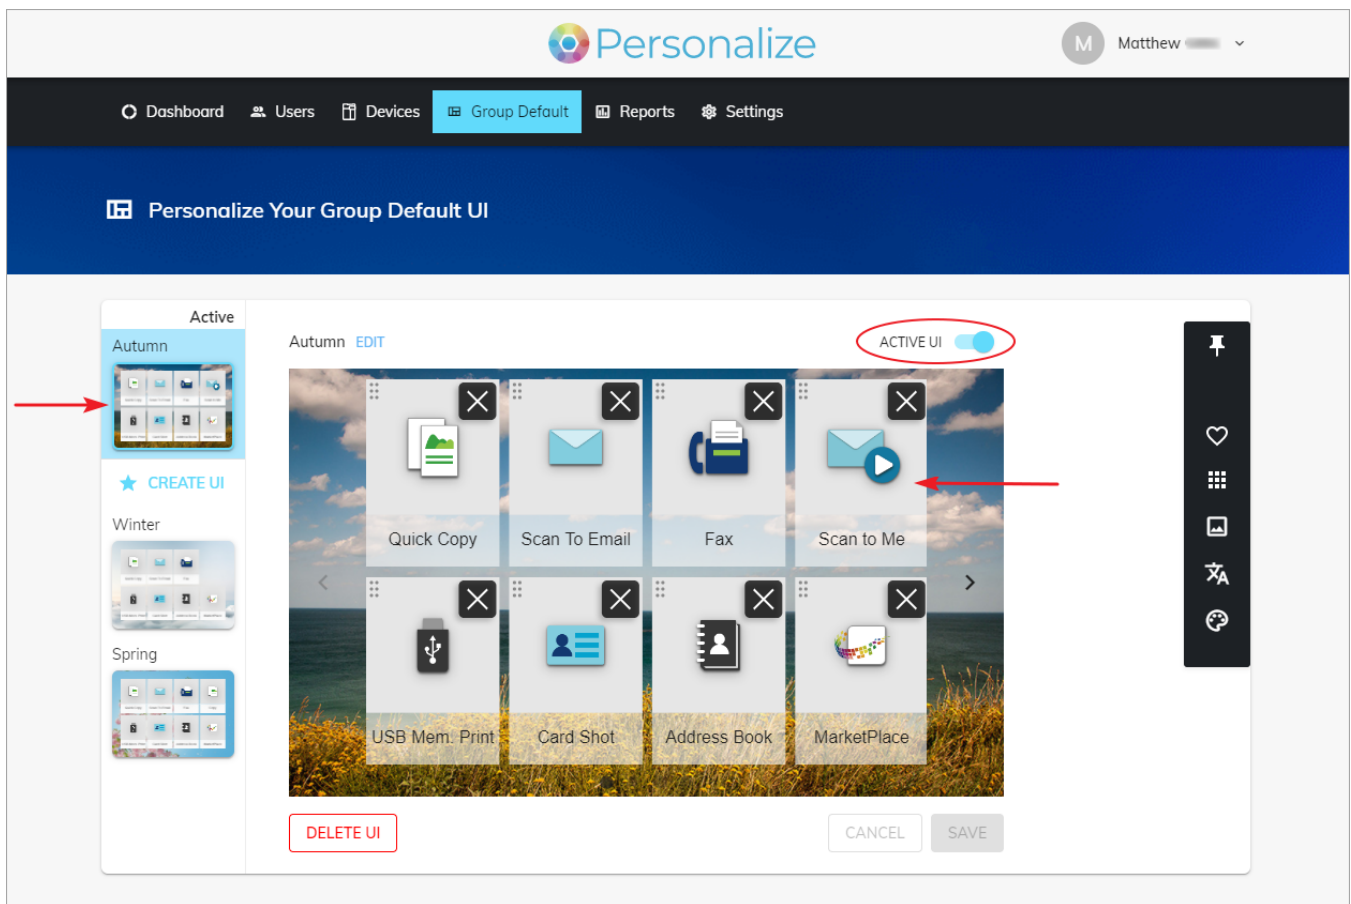 Personalize
M
Matthew
Dashboard
Users
Devices
Group Default
Reports
Settings
Personalize Your Group Default UI
Active
Autumn
CREATE UI
Winter
Spring
Autumn EDIT
ACTIVE UI
Quick Copy
Scan To Email
Fax
Scan to Me
USB Mem. Print
Card Shot
Address Book
MarketPlace
DELETE UI
CANCEL
SAVE